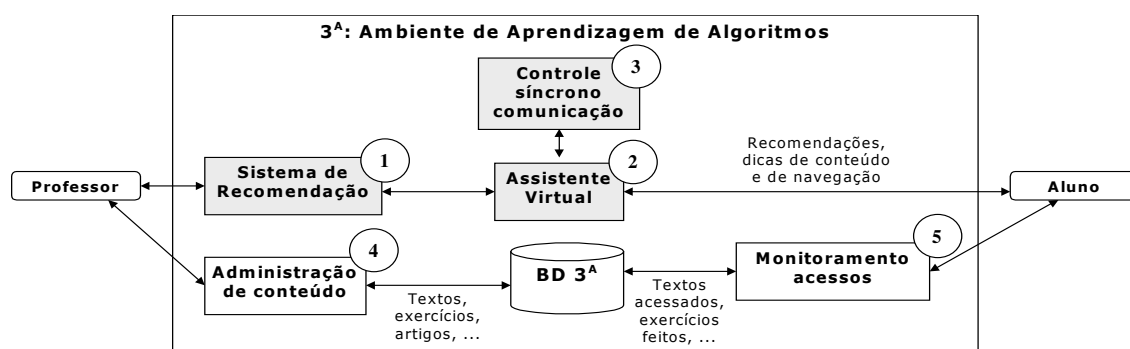 3ᴬ: Ambiente de Aprendizagem de Algoritmos
3
Controle
síncrono
comunicação
1
Sistema de
Recomendação
2
Assistente
Virtual
Recomendações,
dicas de conteúdo
e de navegação
Professor
Aluno
4
Administração
de conteúdo
Textos,
exercícios,
artigos, ...
BD 3ᴬ
Textos
acessados,
exercícios
feitos, ...
5
Monitoramento
acessos